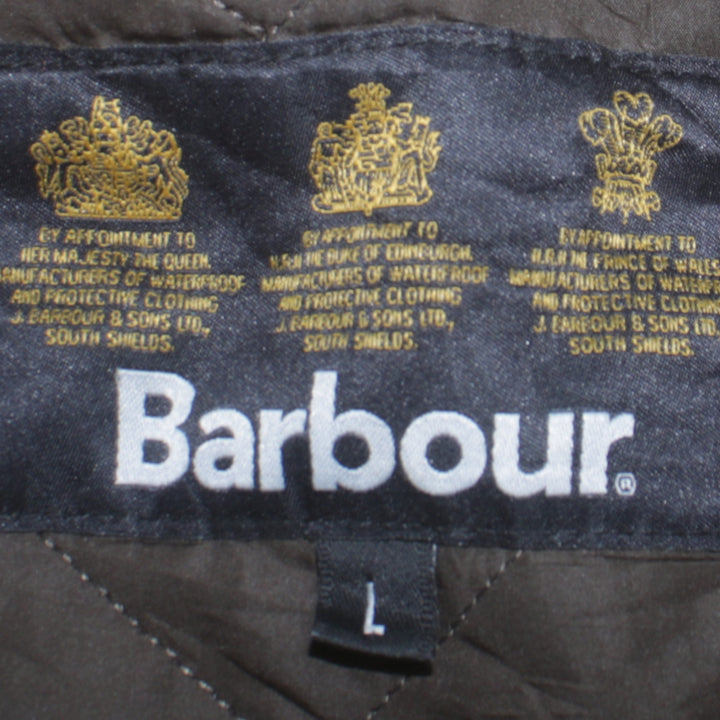 BY APPOINTMENT TO
HER MAJESTY THE QUEEN
MANUFACTURERS OF WATERPROOF
AND PROTECTIVE CLOTHING
J. BARBOUR & SONS LTD.,
SOUTH SHIELDS.
BY APPOINTMENT TO
H.R.H. THE DUKE OF EDINBURGH
MANUFACTURERS OF WATERPROOF
AND PROTECTIVE CLOTHING
J. BARBOUR & SONS LTD.,
SOUTH SHIELDS.
BY APPOINTMENT TO
H.R.H. THE PRINCE OF WALES
MANUFACTURERS OF WATERPROOF
AND PROTECTIVE CLOTHING
J. BARBOUR & SONS LTD.,
SOUTH SHIELDS.
Barbour®
L